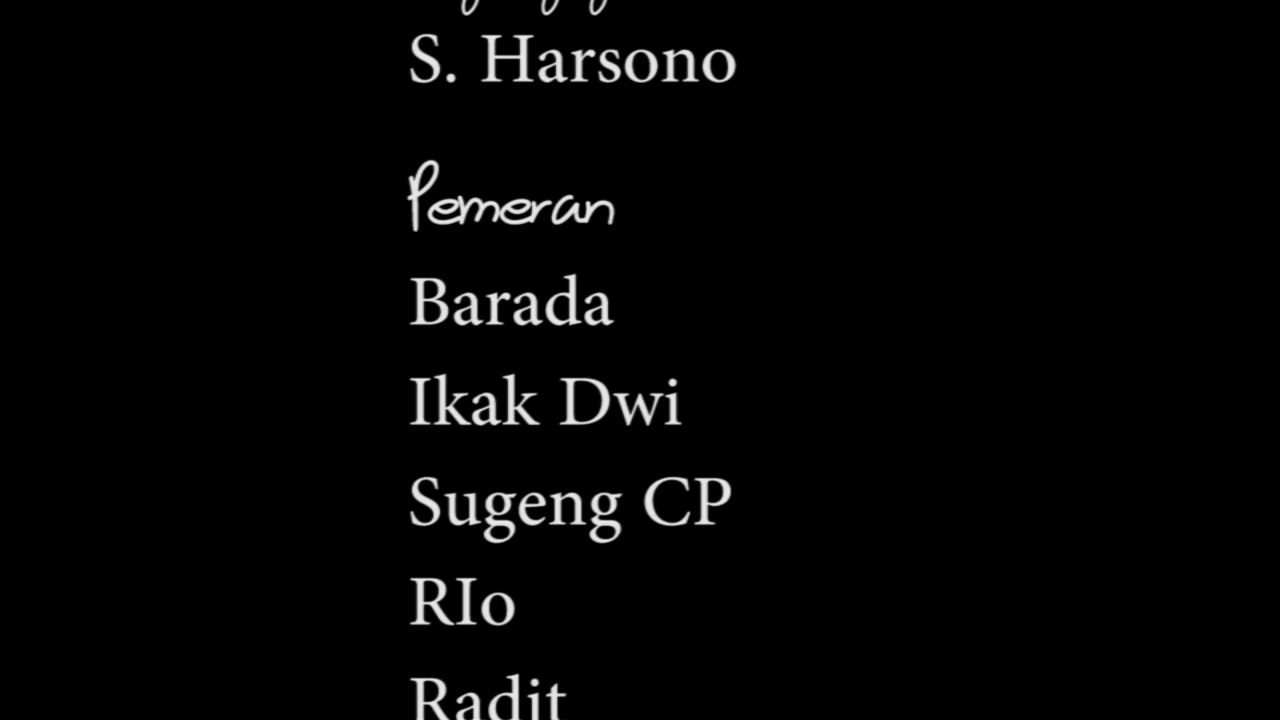 S. Harsono
Pemeran
Barada
Ikak Dwi
Sugeng CP
RIo
Radit